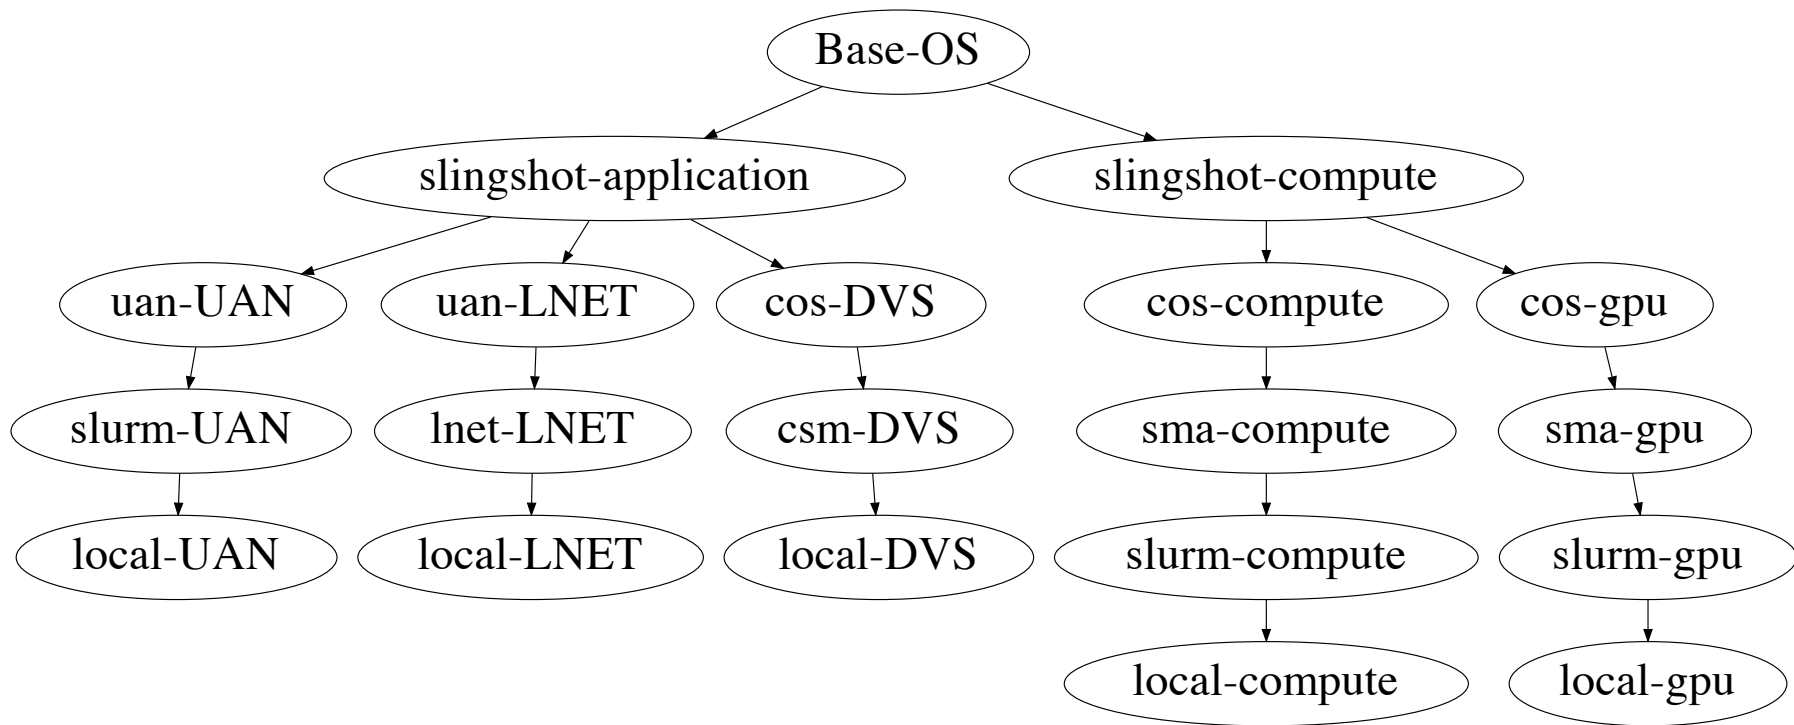 Base-OS
slingshot-application
slingshot-compute
uan-UAN
uan-LNET
cos-DVS
cos-compute
cos-gpu
slurm-UAN
lnet-LNET
csm-DVS
sma-compute
sma-gpu
local-UAN
local-LNET
local-DVS
slurm-compute
slurm-gpu
local-compute
local-gpu